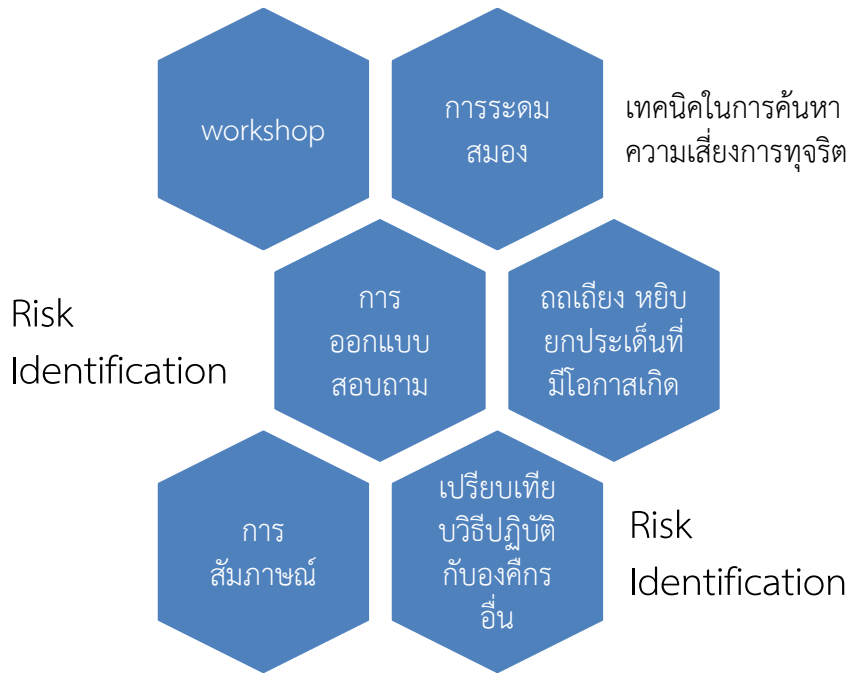 workshop
การระดม
สมอง
เทคนิคในการค้นหา
ความเสี่ยงการทุจริต
Risk
Identification
การ
ออกแบบ
สอบถาม
ถถเถียง หยิบ
ยกประเด็นที่
มีโอกาสเกิด
การ
สัมภาษณ์
เปรียบเทีย
บวิธีปฏิบัติ
กับองคืกร
อื่น
Risk
Identification